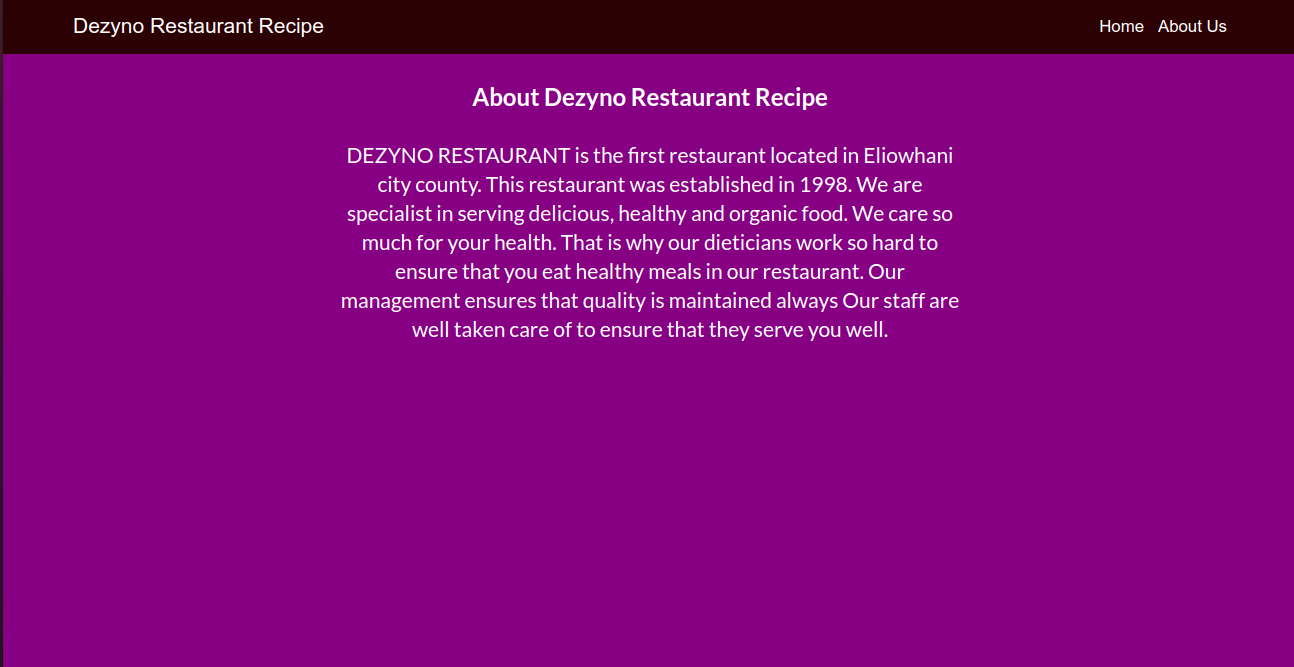 Dezyno Restaurant Recipe
Home About Us
About Dezyno Restaurant Recipe
DEZYNO RESTAURANT is the first restaurant located in Eliowhani
city county. This restaurant was established in 1998. We are
specialist in serving delicious, healthy and organic food. We care so
much for your health. That is why our dieticians work so hard to
ensure that you eat healthy meals in our restaurant. Our
management ensures that quality is maintained always Our staff are
well taken care of to ensure that they serve you well.